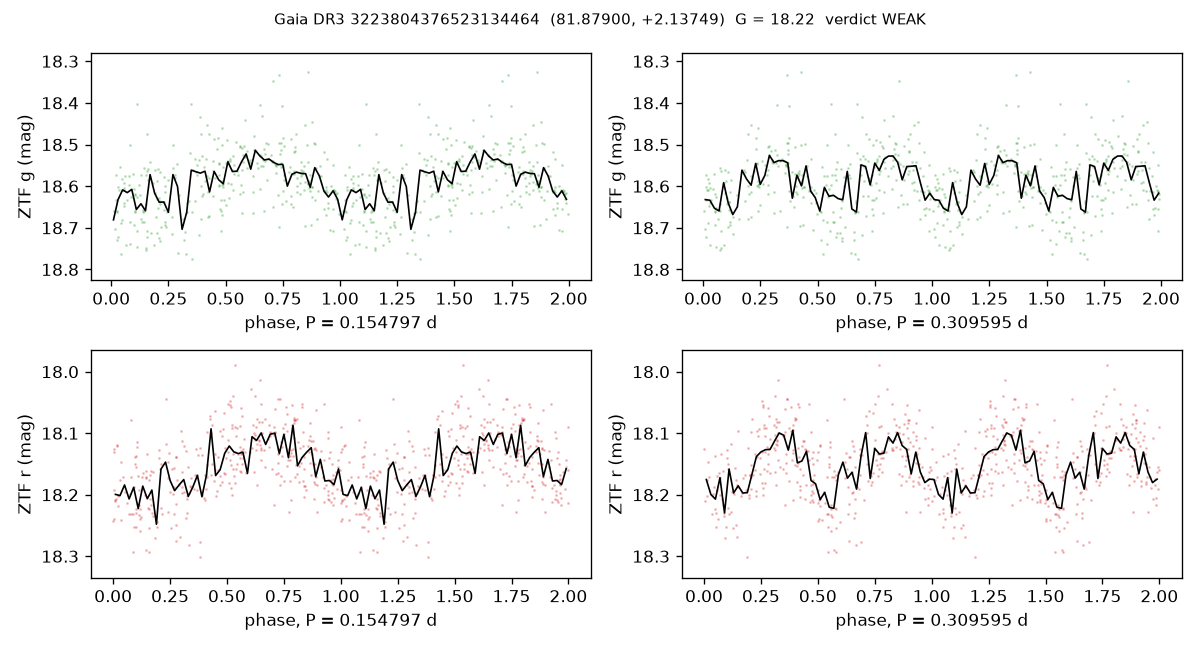 Gaia DR3 3223804376523134464 (81.87900, +2.13749) G = 18.22 verdict WEAK
18.3
18.4
18.5
18.6
18.7
18.8
ZTF g (mag)
0.00 0.25 0.50 0.75 1.00 1.25 1.50 1.75 2.00
phase, P = 0.154797 d
18.3
18.4
18.5
18.6
18.7
18.8
ZTF g (mag)
0.00 0.25 0.50 0.75 1.00 1.25 1.50 1.75 2.00
phase, P = 0.309595 d
18.0
18.1
18.2
18.3
ZTF r (mag)
0.00 0.25 0.50 0.75 1.00 1.25 1.50 1.75 2.00
phase, P = 0.154797 d
18.0
18.1
18.2
18.3
ZTF r (mag)
0.00 0.25 0.50 0.75 1.00 1.25 1.50 1.75 2.00
phase, P = 0.309595 d